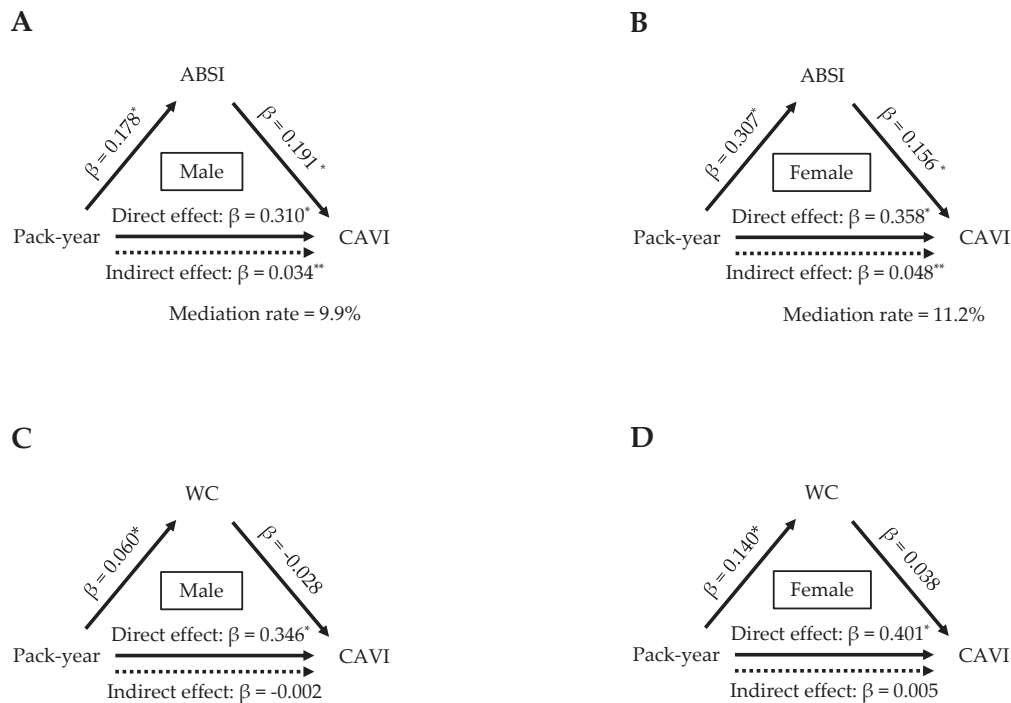 A
ABSI
β = 0.178*
β = 0.191 *
Male
Direct effect: β = 0.310*
Pack-year
CAVI
Indirect effect: β = 0.034**
Mediation rate = 9.9%
B
ABSI
β = 0.307*
β = 0.156 *
Female
Direct effect: β = 0.358*
Pack-year
CAVI
Indirect effect: β = 0.048**
Mediation rate = 11.2%
C
WC
β = 0.060*
β = -0.028
Male
Direct effect: β = 0.346*
Pack-year
CAVI
Indirect effect: β = -0.002
D
WC
β = 0.140*
β = 0.038
Female
Direct effect: β = 0.401*
Pack-year
CAVI
Indirect effect: β = 0.005